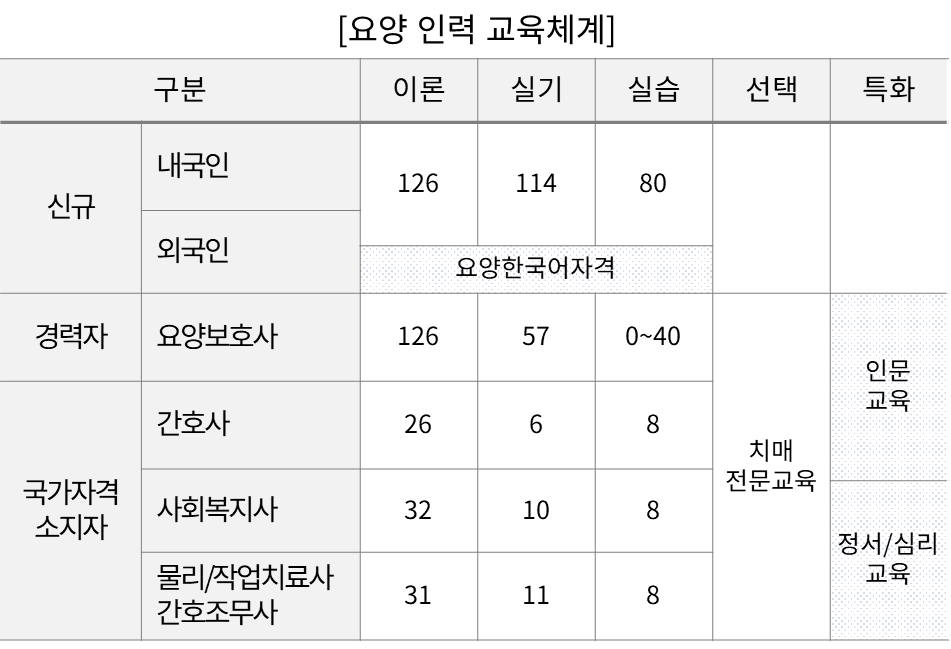 [요양 인력 교육체계]
구분 이론 실기 실습 선택 특화
신규 내국인 126 114 80
외국인
요양한국어자격
경력자 요양보호사 126 57 0~40
인문
교육
간호사 26 6 8
치매
전문교육
국가자격
소지자
사회복지사 32 10 8
정서/심리
교육
물리/작업치료사
간호조무사
31 11 8